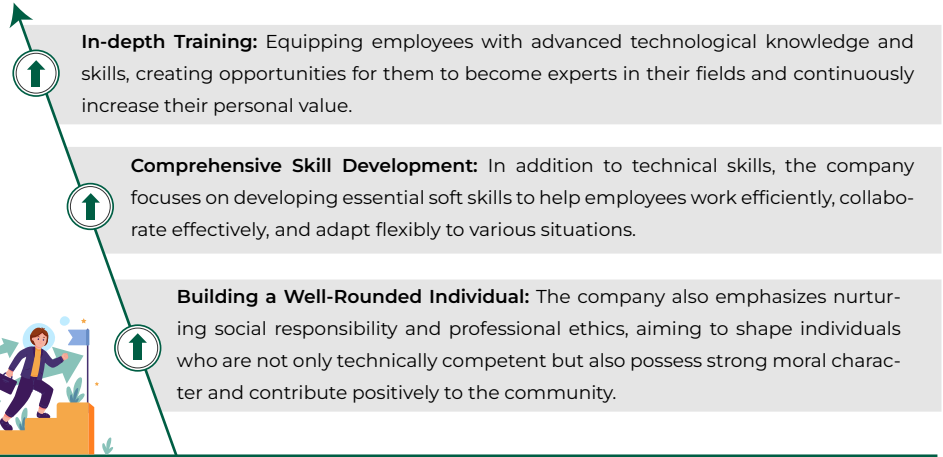 In-depth Training: Equipping employees with advanced technological knowledge and
skills, creating opportunities for them to become experts in their fields and continuously
increase their personal value.
Comprehensive Skill Development: In addition to technical skills, the company
focuses on developing essential soft skills to help employees work efficiently, collabo-
rate effectively, and adapt flexibly to various situations.
Building a Well-Rounded Individual: The company also emphasizes nurtur-
ing social responsibility and professional ethics, aiming to shape individuals
who are not only technically competent but also possess strong moral charac-
ter and contribute positively to the community.